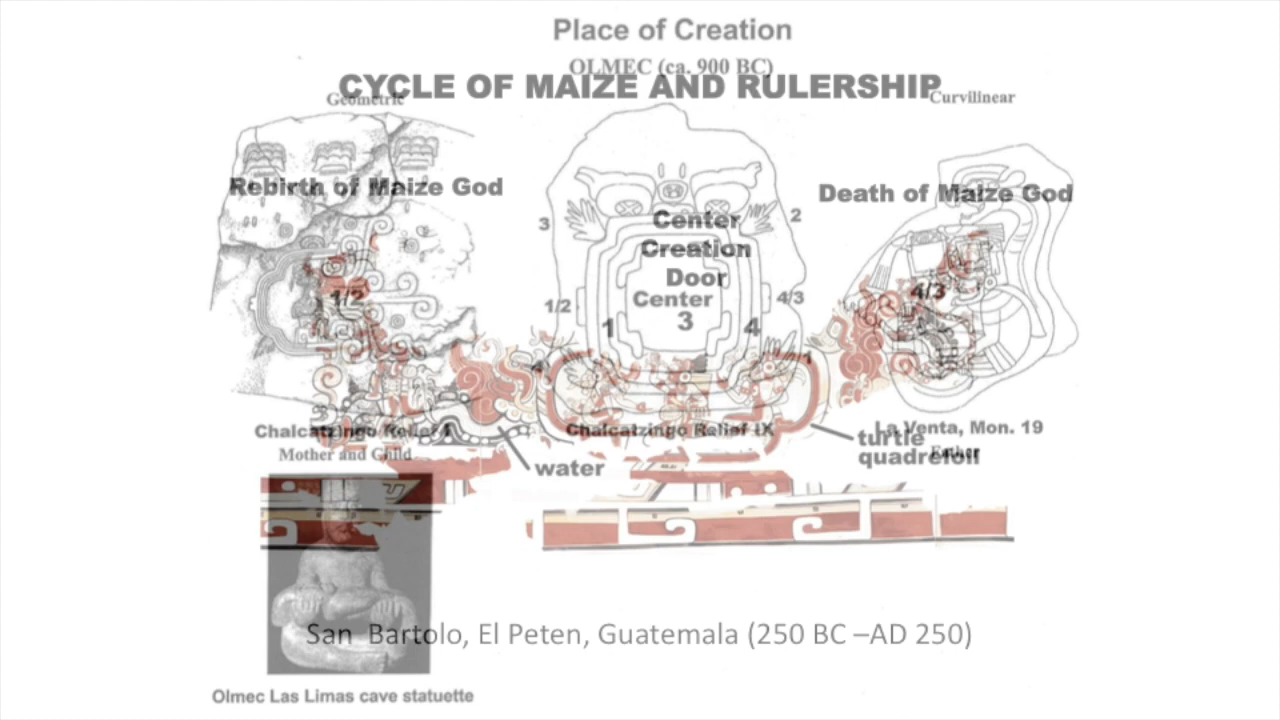 Place of Creation
OLMEC (ca. 900 BC)
CYCLE OF MAIZE AND RULERSHIP
Geometric
Curvilinear
Rebirth of Maize God
Death of Maize God
3
2
Center
Creation
Door
Center
1/2
1/2
4/3
4/3
1
3
4
Chalcatzingo Relief I
Chalcatzingo Relief IX
La Venta, Mon. 19
Mother and Child
Father
turtle
quadrefoil
water
San Bartolo, El Peten, Guatemala (250 BC –AD 250)
Olmec Las Limas cave statuette